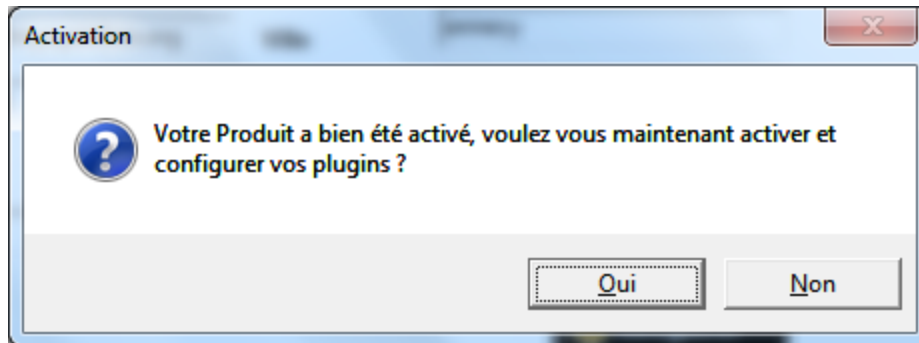 Activation
Votre Produit a bien été activé, voulez vous maintenant activer et
configurer vos plugins ?
Oui
Non